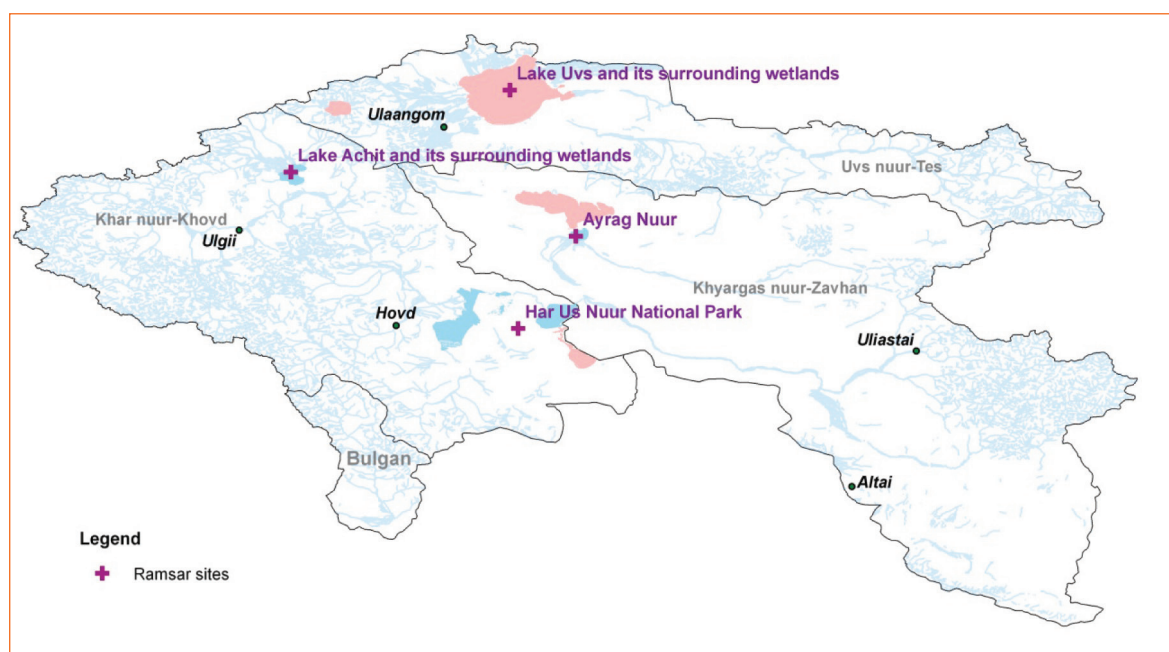 Lake Uvs and its surrounding wetlands
Ulaangom
Lake Achit and its surrounding wetlands
Uvs nuur-Tes
Khar nuur-Khovd
Ayrag Nuur
Ulgii
Khyargas nuur-Zavhan
Hovd
Har Us Nuur National Park
Uliastai
Bulgan
Altai
Legend
Ramsar sites